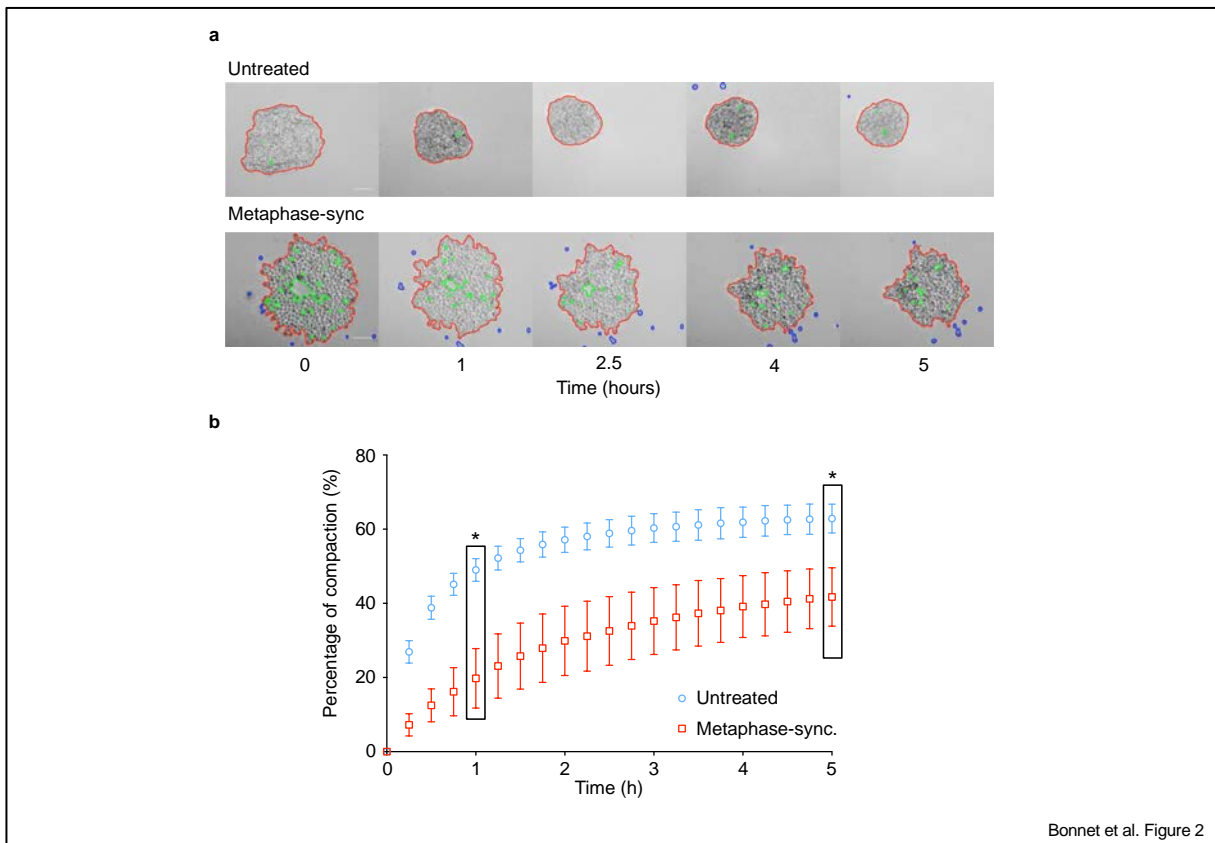 a
Untreated
Metaphase-sync
0 1 2.5 4 5
Time (hours)
b
Percentage of compaction (%)
80
60
40
20
0
* *
Untreated
Metaphase-sync.
0 1 2 3 4 5
Time (h)
Bonnet et al. Figure 2